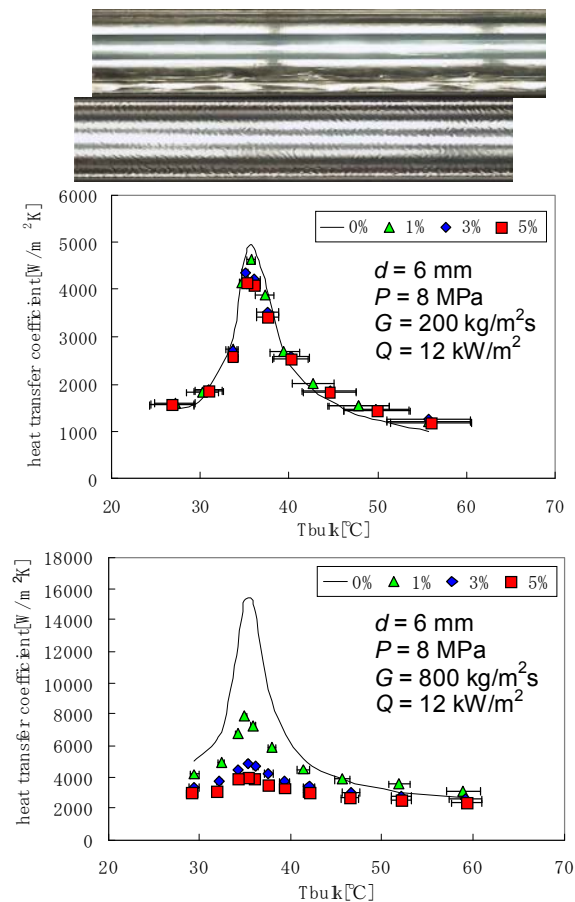 6000
5000
4000
3000
2000
1000
0
heat transfer coefficient[W/m²K]
0% 1% 3% 5%
d = 6 mm
P = 8 MPa
G = 200 kg/m²s
Q = 12 kW/m²
20 30 40 50 60 70
Tbulk[℃]
18000
16000
14000
12000
10000
8000
6000
4000
2000
0
heat transfer coefficient[W/m²K]
0% 1% 3% 5%
d = 6 mm
P = 8 MPa
G = 800 kg/m²s
Q = 12 kW/m²
20 30 40 50 60 70
Tbulk[℃]